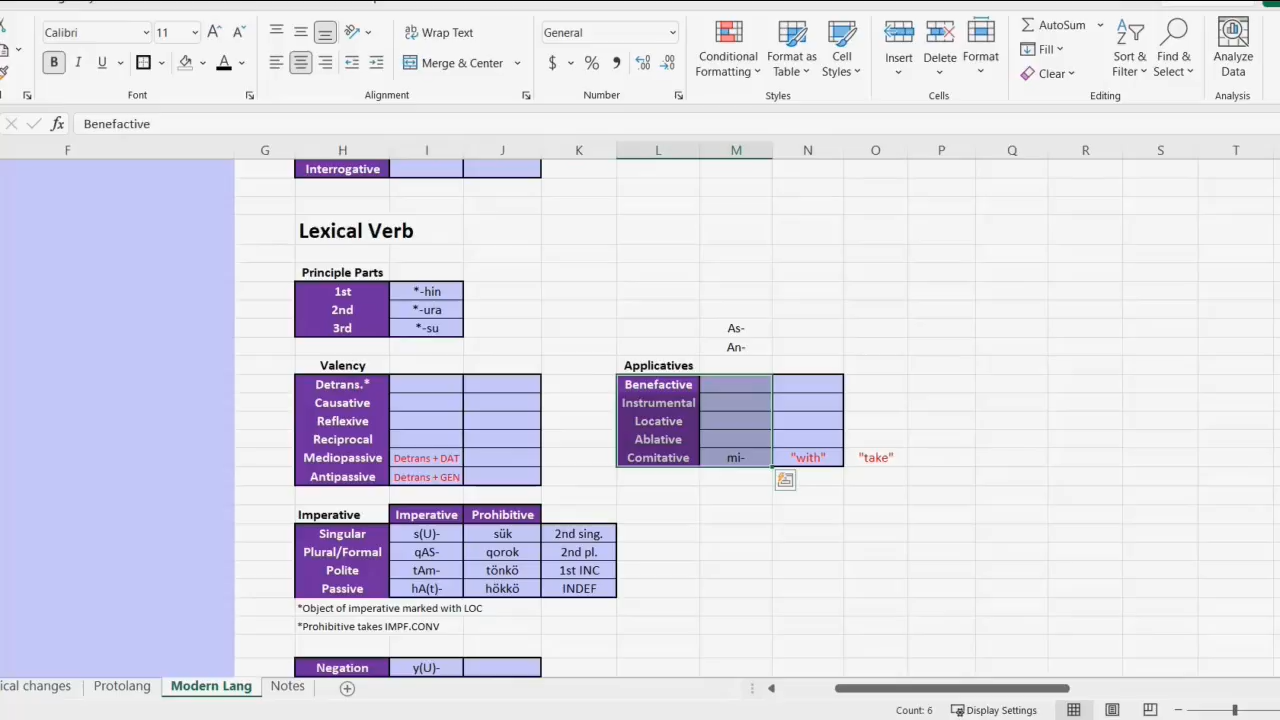 Calibri 11 A A Wrap Text General AutoSum
B I U A Merge & Center $ % 9 Conditional Formatting Format as Table Cell Styles Insert Delete Format Fill Clear Sort & Filter Find & Select Analyze Data
Font Alignment Number Styles Cells Editing Analysis
fx Benefactive
F G H I J K L M N O P Q R S T
Interrogative
Lexical Verb
Principle Parts
1st *-hin
2nd *-ura
3rd *-su As-
An-
Valency Applicatives
Detrans.* Benefactive
Causative Instrumental
Reflexive Locative
Reciprocal Ablative
Mediopassive Detrans + DAT Comitative mi- "with" "take"
Antipassive Detrans + GEN
Imperative Imperative Prohibitive
Singular s(U)- sük 2nd sing.
Plural/Formal qAS- qorok 2nd pl.
Polite tAm- tönkö 1st INC
Passive hA(t)- hökkö INDEF
*Object of imperative marked with LOC
*Prohibitive takes IMPF.CONV
Negation y(U)-
ical changes Protolang Modern Lang Notes
Count: 6 Display Settings